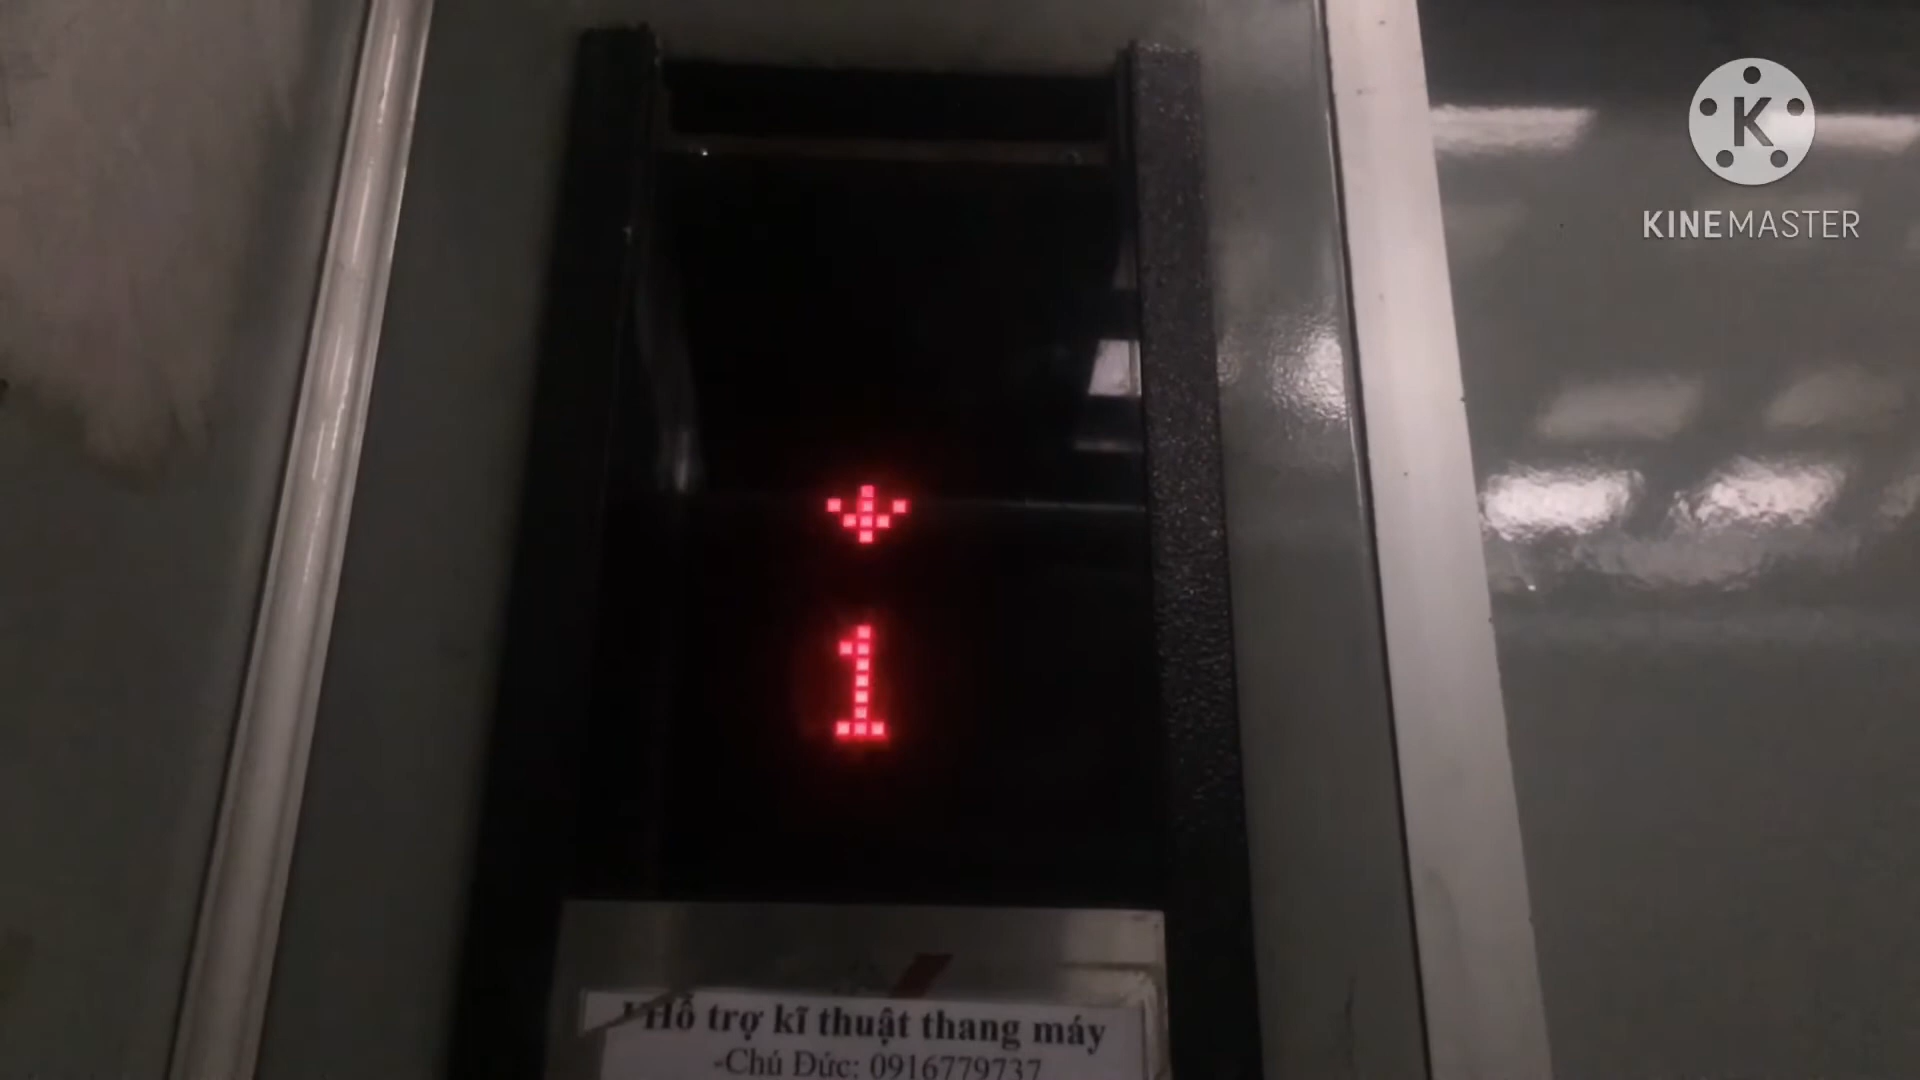 K
KINEMASTER
1
Hỗ trợ kĩ thuật thang máy
-Chú Đức: 0916779737